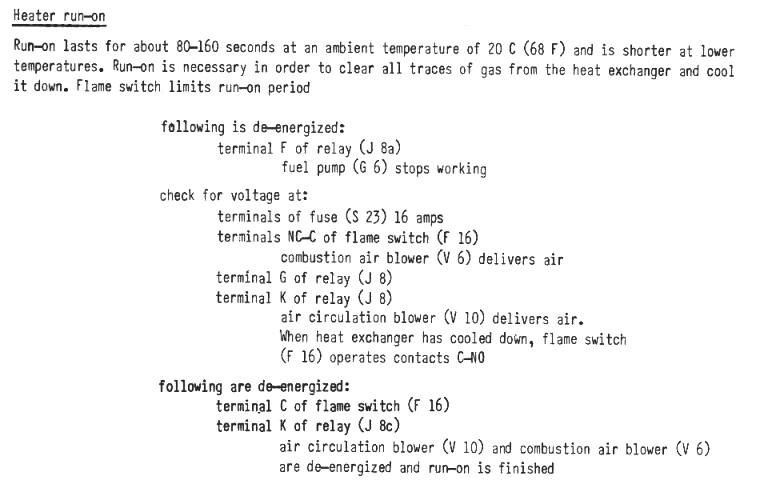 Heater run-on
Run-on lasts for about 80-160 seconds at an ambient temperature of 20 C (68 F) and is shorter at lower
temperatures. Run-on is necessary in order to clear all traces of gas from the heat exchanger and cool
it down. Flame switch limits run-on period
following is de-energized:
terminal F of relay (J 8a)
fuel pump (G 6) stops working
check for voltage at:
terminals of fuse (S 23) 16 amps
terminals NC-C of flame switch (F 16)
combustion air blower (V 6) delivers air
terminal G of relay (J 8)
terminal K of relay (J 8)
air circulation blower (V 10) delivers air.
When heat exchanger has cooled down, flame switch
(F 16) operates contacts C-NO
following are de-energized:
terminal C of flame switch (F 16)
terminal K of relay (J 8c)
air circulation blower (V 10) and combustion air blower (V 6)
are de-energized and run-on is finished